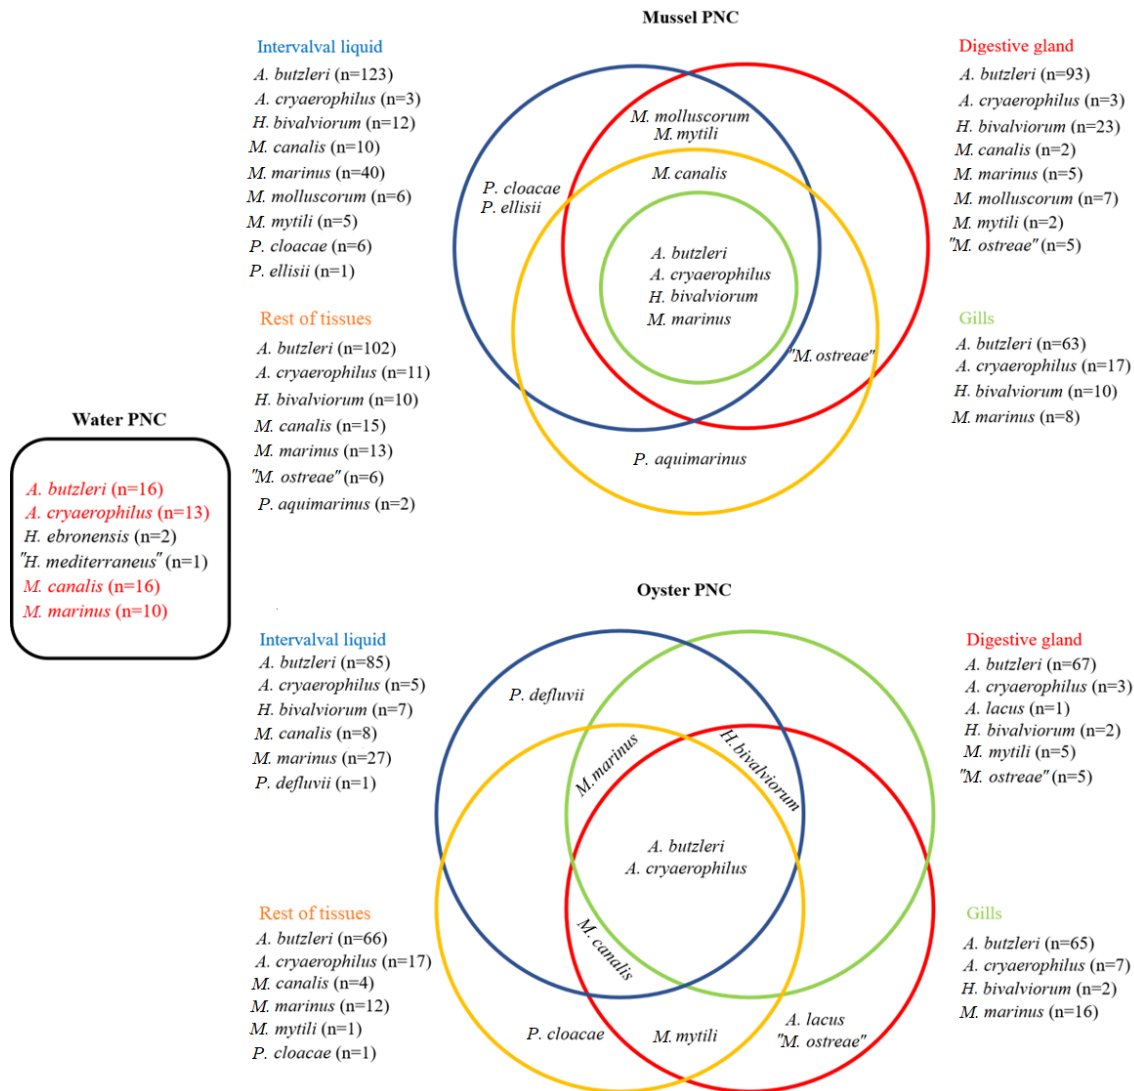 Mussel PNC
Intervalval liquid
A. butzleri (n=123)
A. cryaerophilus (n=3)
H. bivalviorum (n=12)
M. canalis (n=10)
M. marinus (n=40)
M. molluscorum (n=6)
M. mytili (n=5)
P. cloacae (n=6)
P. ellisii (n=1)
Digestive gland
A. butzleri (n=93)
A. cryaerophilus (n=3)
H. bivalviorum (n=23)
M. canalis (n=2)
M. marinus (n=5)
M. molluscorum (n=7)
M. mytili (n=2)
"M. ostreae" (n=5)
M. molluscorum
M. mytili
M. canalis
P. cloacae
P. ellisii
A. butzleri
A. cryaerophilus
H. bivalviorum
M. marinus
"M. ostreae"
P. aquimarinus
Rest of tissues
A. butzleri (n=102)
A. cryaerophilus (n=11)
H. bivalviorum (n=10)
M. canalis (n=15)
M. marinus (n=13)
"M. ostreae" (n=6)
P. aquimarinus (n=2)
Gills
A. butzleri (n=63)
A. cryaerophilus (n=17)
H. bivalviorum (n=10)
M. marinus (n=8)
Water PNC
A. butzleri (n=16)
A. cryaerophilus (n=13)
H. ebronensis (n=2)
"H. mediterraneus" (n=1)
M. canalis (n=16)
M. marinus (n=10)
Oyster PNC
Intervalval liquid
A. butzleri (n=85)
A. cryaerophilus (n=5)
H. bivalviorum (n=7)
M. canalis (n=8)
M. marinus (n=27)
P. defluvii (n=1)
Digestive gland
A. butzleri (n=67)
A. cryaerophilus (n=3)
A. lacus (n=1)
H. bivalviorum (n=2)
M. mytili (n=5)
"M. ostreae" (n=5)
P. defluvii
M. marinus
H. bivalviorum
A. butzleri
A. cryaerophilus
M. canalis
P. cloacae
M. mytili
A. lacus
"M. ostreae"
Rest of tissues
A. butzleri (n=66)
A. cryaerophilus (n=17)
M. canalis (n=4)
M. marinus (n=12)
M. mytili (n=1)
P. cloacae (n=1)
Gills
A. butzleri (n=65)
A. cryaerophilus (n=7)
H. bivalviorum (n=2)
M. marinus (n=16)